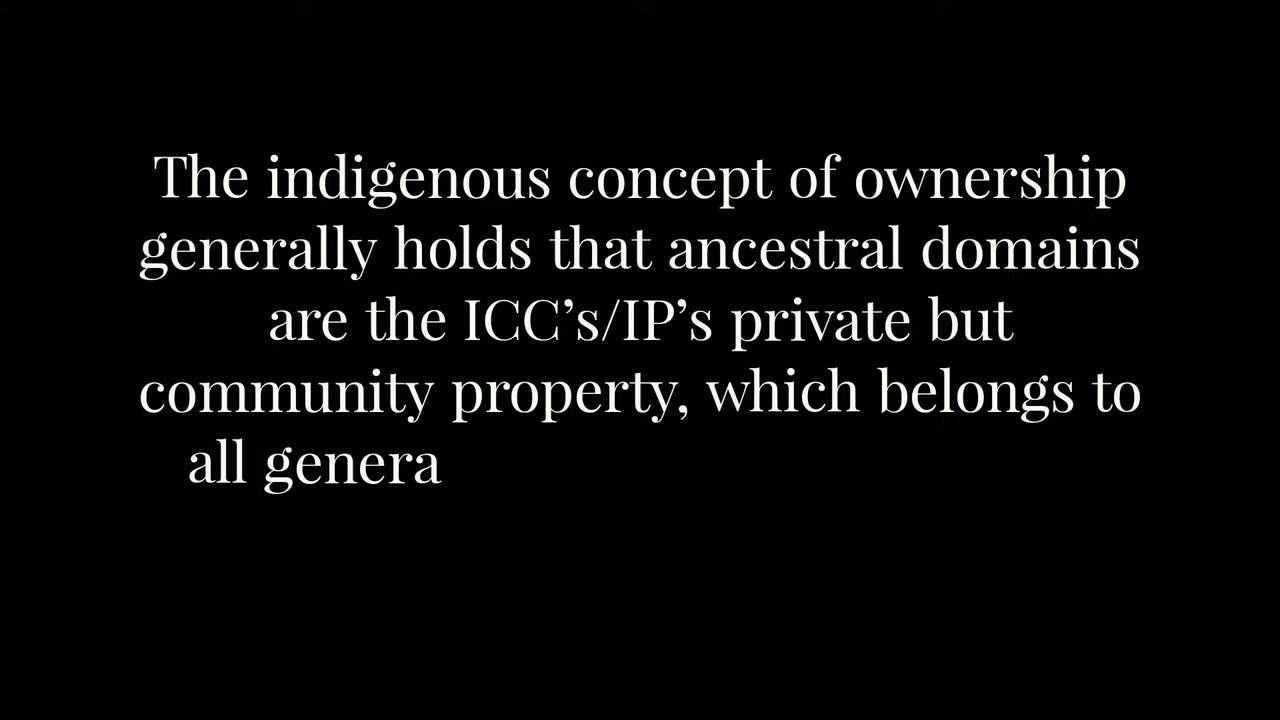 The indigenous concept of ownership
generally holds that ancestral domains
are the ICC’s/IP’s private but
community property, which belongs to
all genera